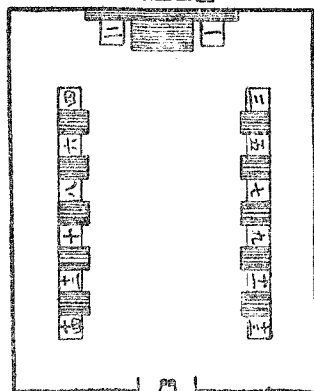 一
二
三
四
五
六
七
八
九
十
十一
十二
十三
十四
門